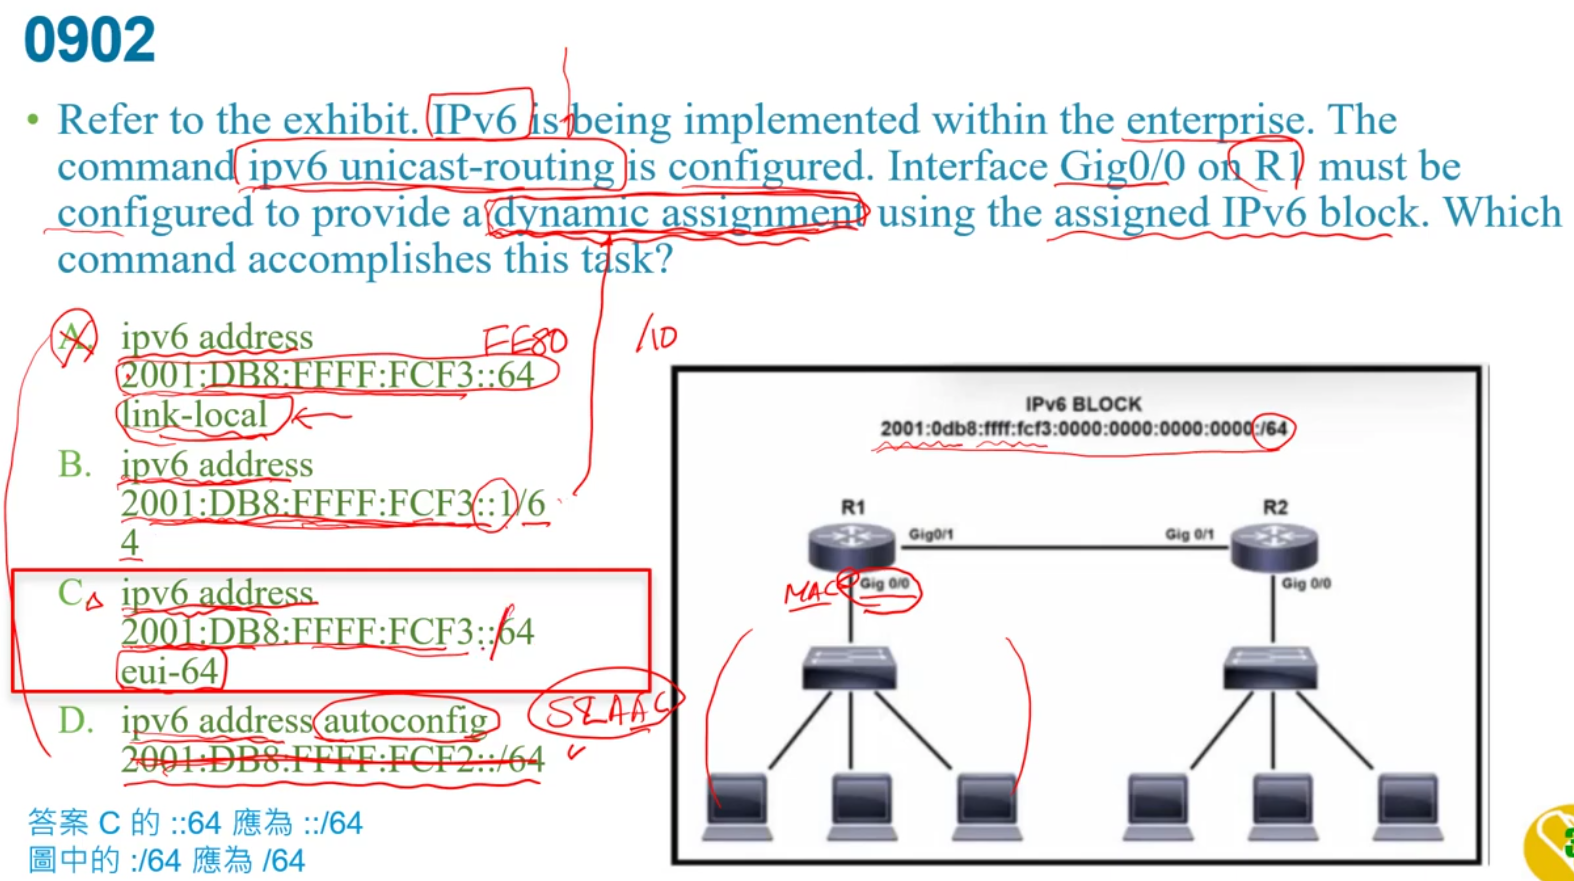 0902
• Refer to the exhibit. IPv6 is being implemented within the enterprise. The
command ipv6 unicast-routing is configured. Interface Gig0/0 on R1 must be
configured to provide a dynamic assignment using the assigned IPv6 block. Which
command accomplishes this task?
A. ipv6 address
2001:DB8:FFFF:FCF3::64
link-local
FE80 /10
B. ipv6 address
2001:DB8:FFFF:FCF3::1/6
4
C. ipv6 address
2001:DB8:FFFF:FCF3::64
eui-64
D. ipv6 address autoconfig
2001:DB8:FFFF:FCF2::/64
SLAAC
答案 C 的 ::64 應為 ::/64
圖中的 :/64 應為 /64
IPv6 BLOCK
2001:0db8:ffff:fcf3:0000:0000:0000:0000:/64
R1
R2
Gig0/1
Gig 0/1
MAC
Gig 0/0
Gig 0/0